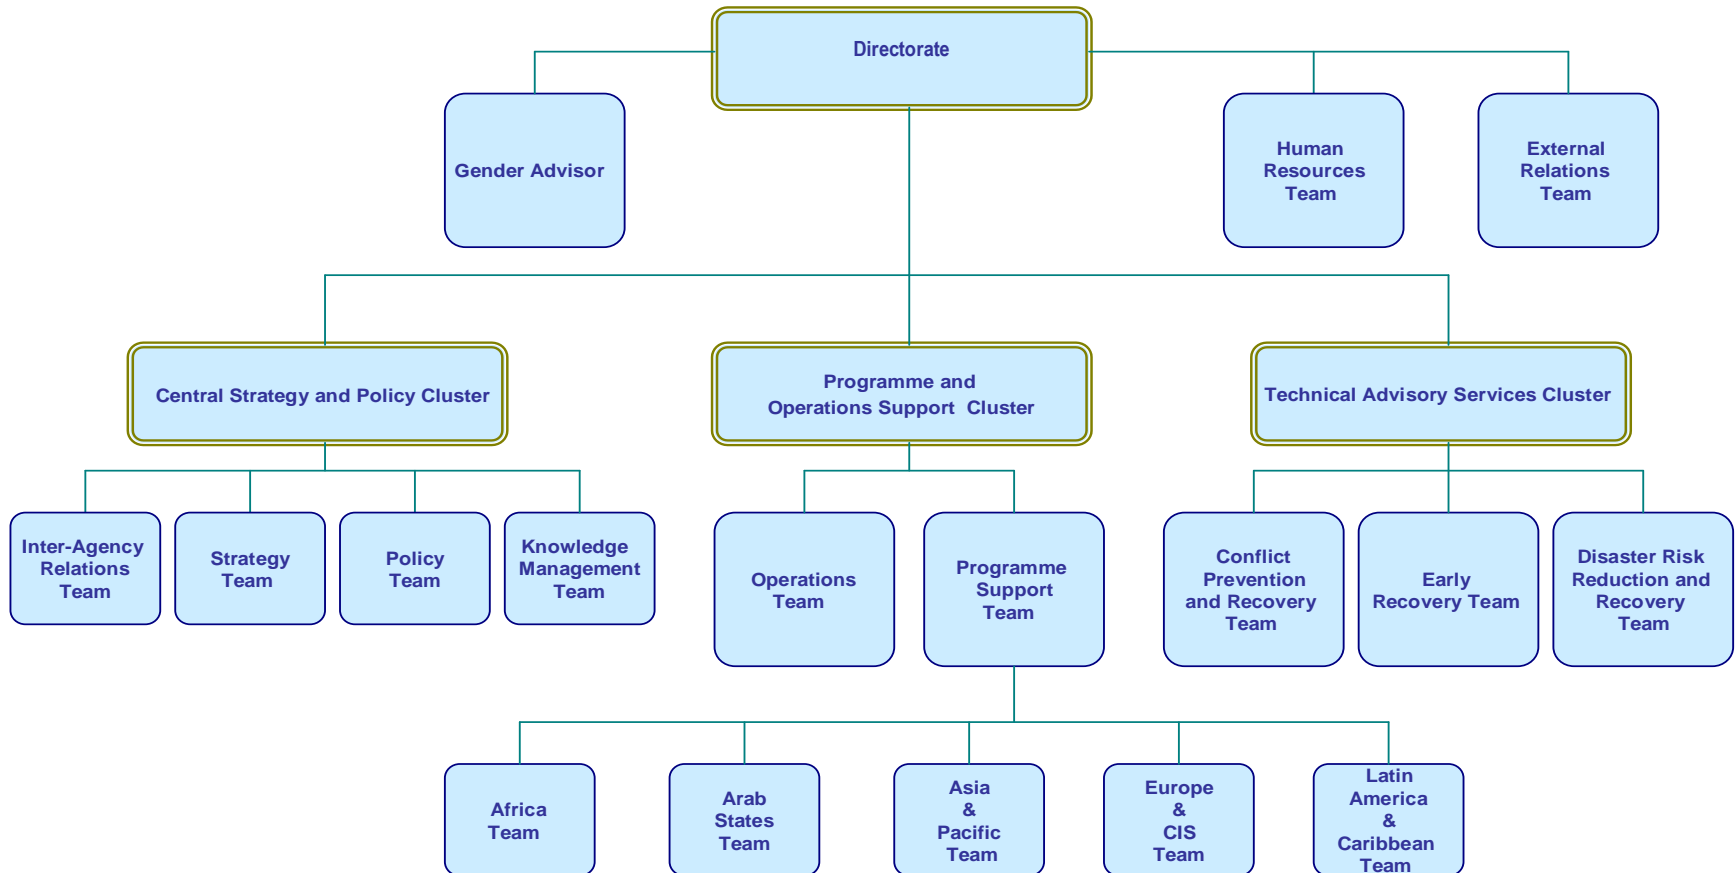 Directorate
Gender Advisor
Human
Resources
Team
External
Relations
Team
Central Strategy and Policy Cluster
Programme and
Operations Support Cluster
Technical Advisory Services Cluster
Inter-Agency
Relations
Team
Strategy
Team
Policy
Team
Knowledge
Management
Team
Operations
Team
Programme
Support
Team
Conflict
Prevention
and Recovery
Team
Early
Recovery Team
Disaster Risk
Reduction and
Recovery
Team
Africa
Team
Arab
States
Team
Asia
&
Pacific
Team
Europe
&
CIS
Team
Latin
America
&
Caribbean
Team